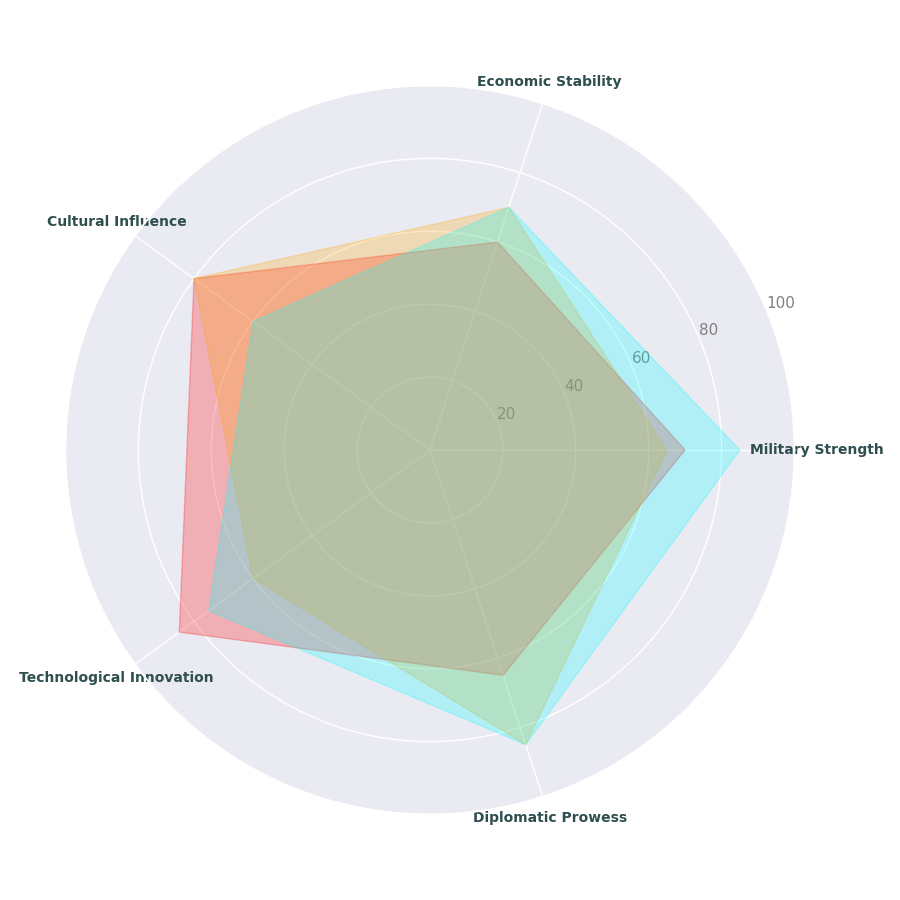 Economic Stability
Cultural Influence
100
80
60
40
20
Military Strength
Technological Innovation
Diplomatic Prowess